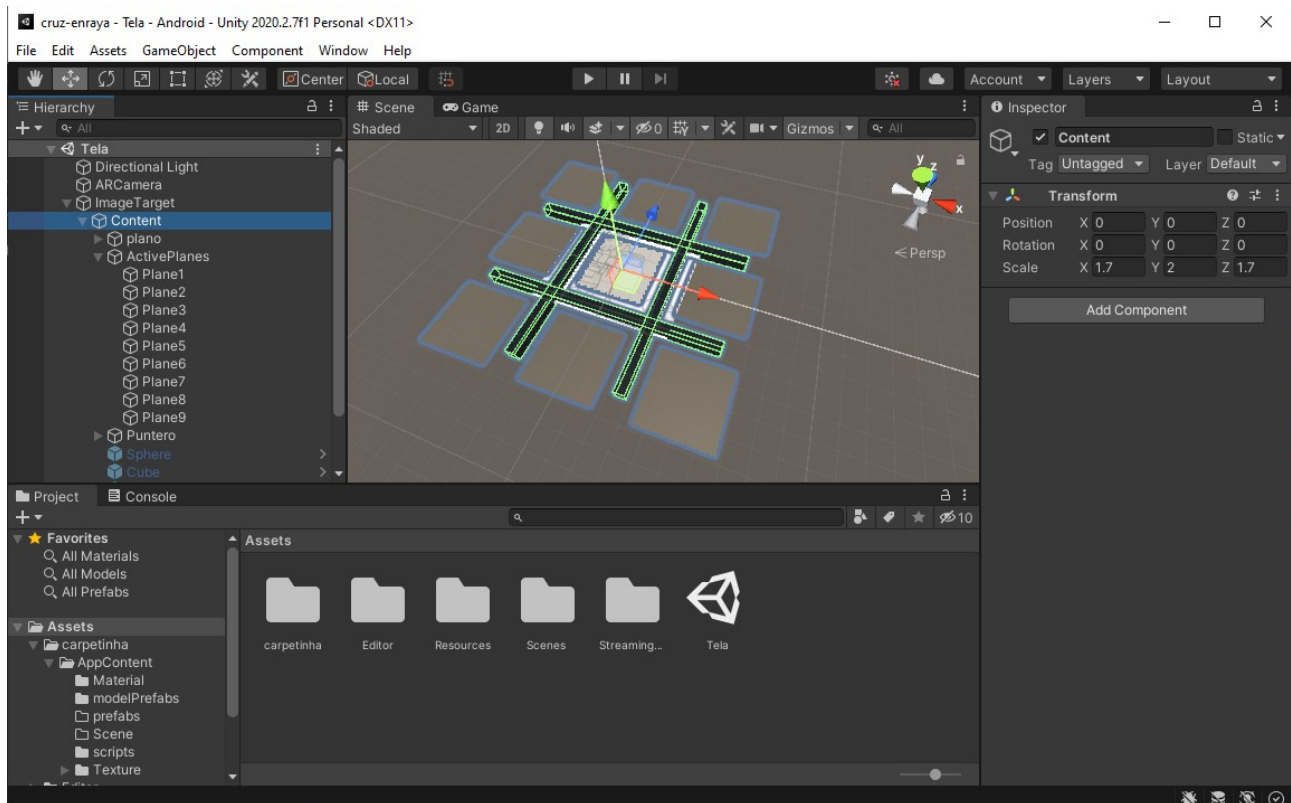 cruz-enraya - Tela - Android - Unity 2020.2.7f1 Personal <DX11>
File Edit Assets GameObject Component Window Help
Center Local Account Layers Layout
Hierarchy
All
Tela
Directional Light
ARCamera
ImageTarget
Content
plano
ActivePlanes
Plane1
Plane2
Plane3
Plane4
Plane5
Plane6
Plane7
Plane8
Plane9
Puntero
Sphere
Cube
Scene Game
Shaded 2D 0 Gizmos All
y
z
x
Persp
Inspector
Content Static
Tag Untagged Layer Default
Transform
Position X 0 Y 0 Z 0
Rotation X 0 Y 0 Z 0
Scale X 1.7 Y 2 Z 1.7
Add Component
Project Console
10
Favorites
All Materials
All Models
All Prefabs
Assets
carpetinha
AppContent
Material
modelPrefabs
prefabs
Scene
scripts
Texture
Assets
carpetinha Editor Resources Scenes Streaming... Tela